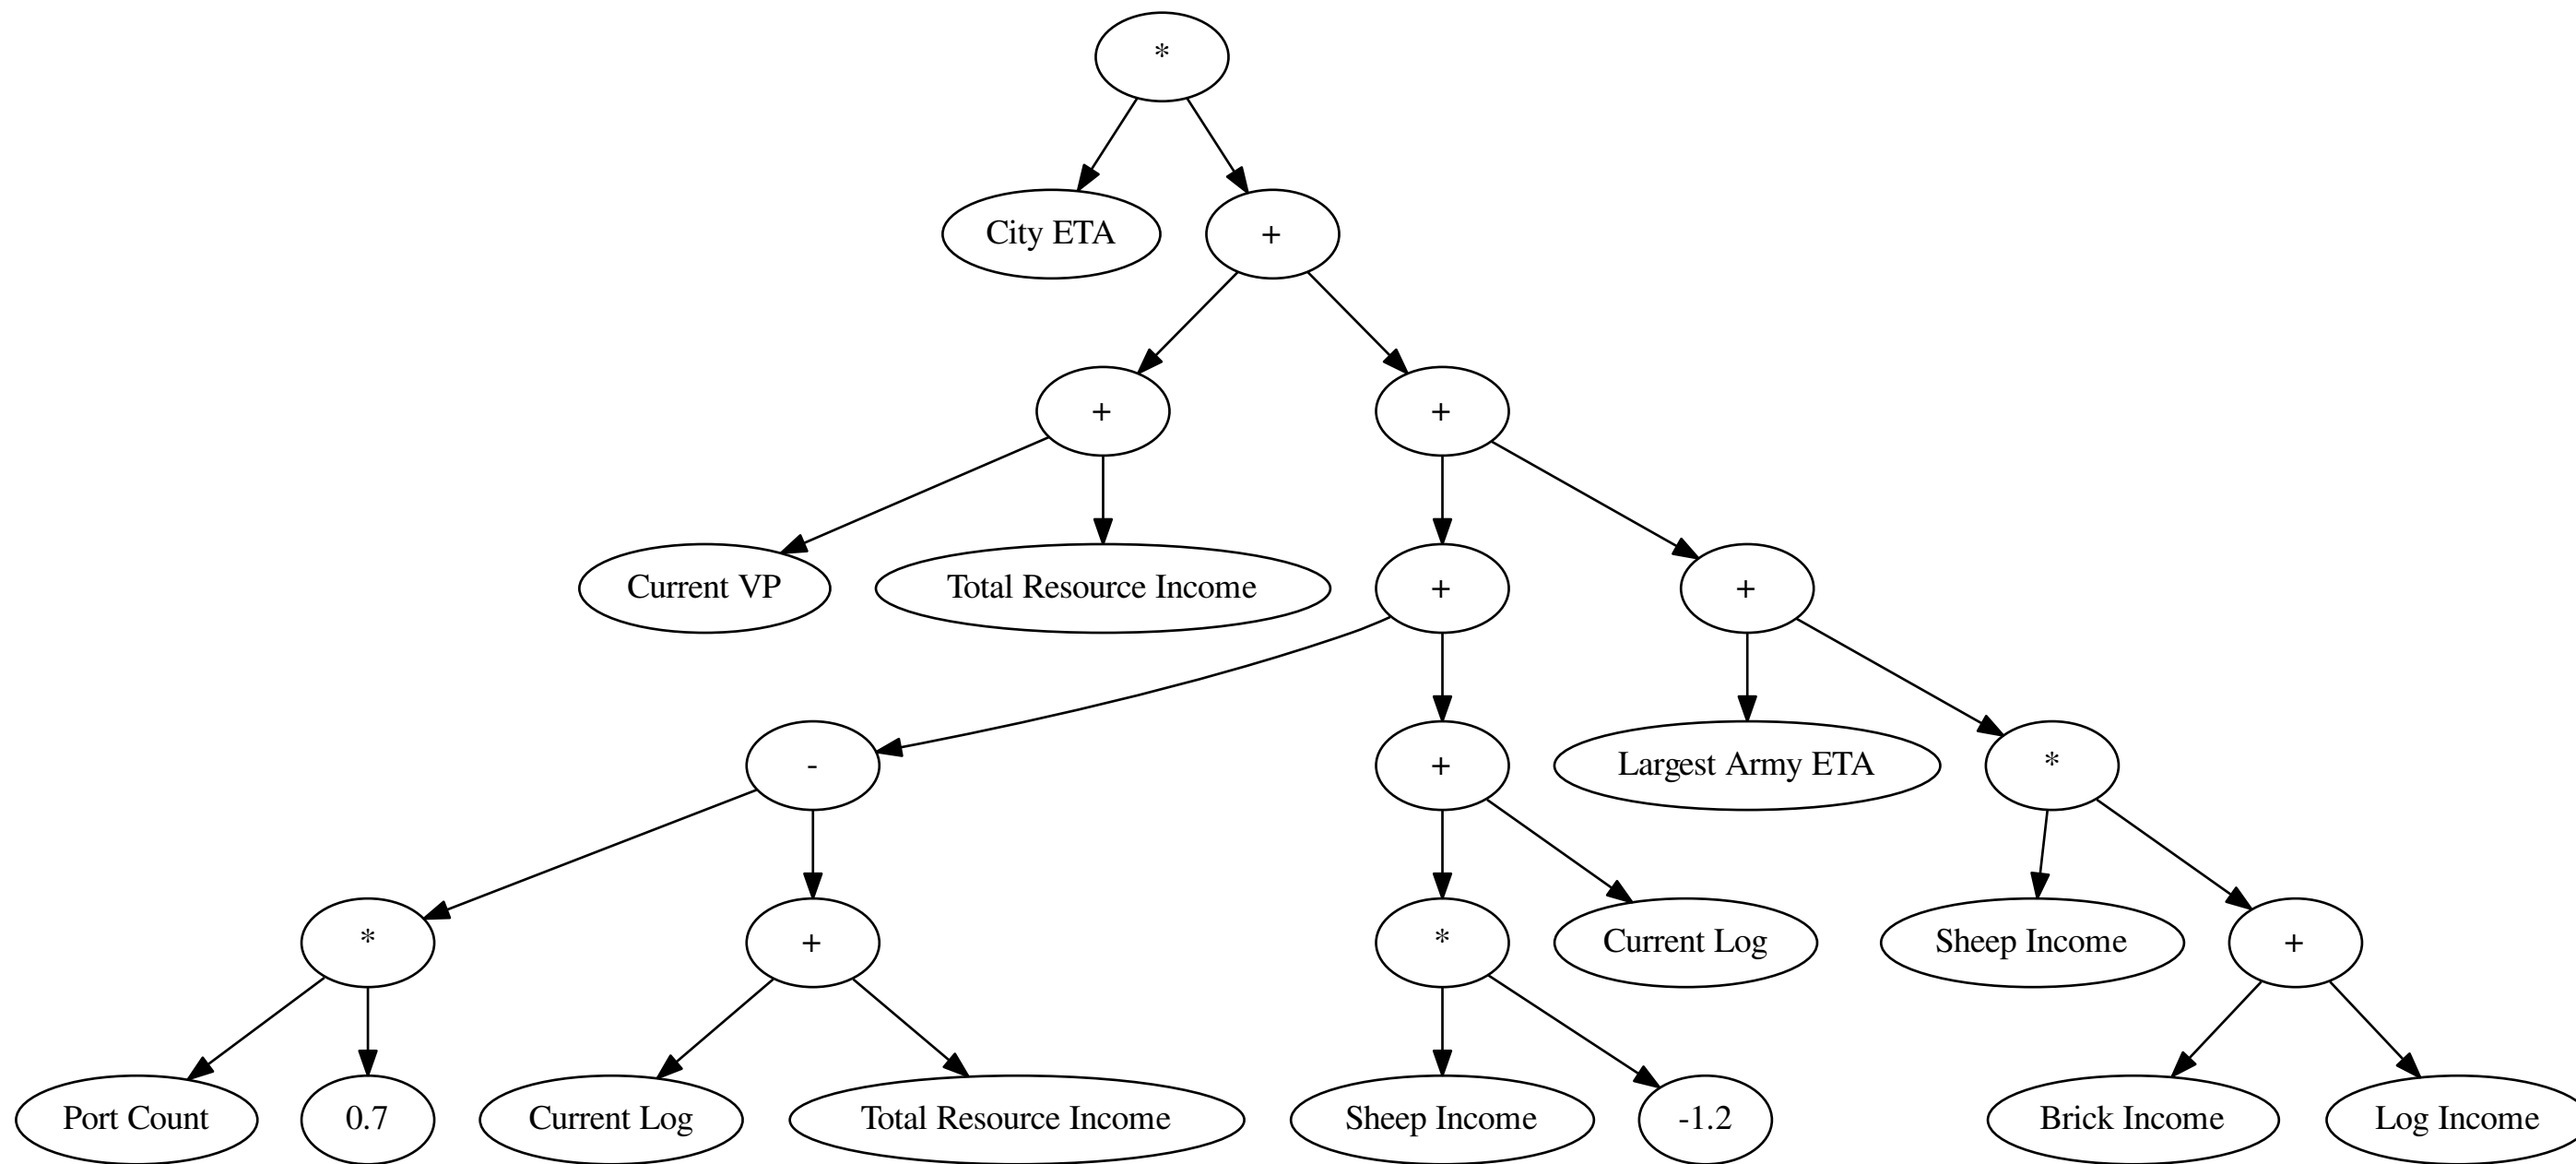 *
City ETA
+
+
+
Current VP
Total Resource Income
+
+
-
+
Largest Army ETA
*
*
+
*
Current Log
Sheep Income
+
Port Count
0.7
Current Log
Total Resource Income
Sheep Income
-1.2
Brick Income
Log Income